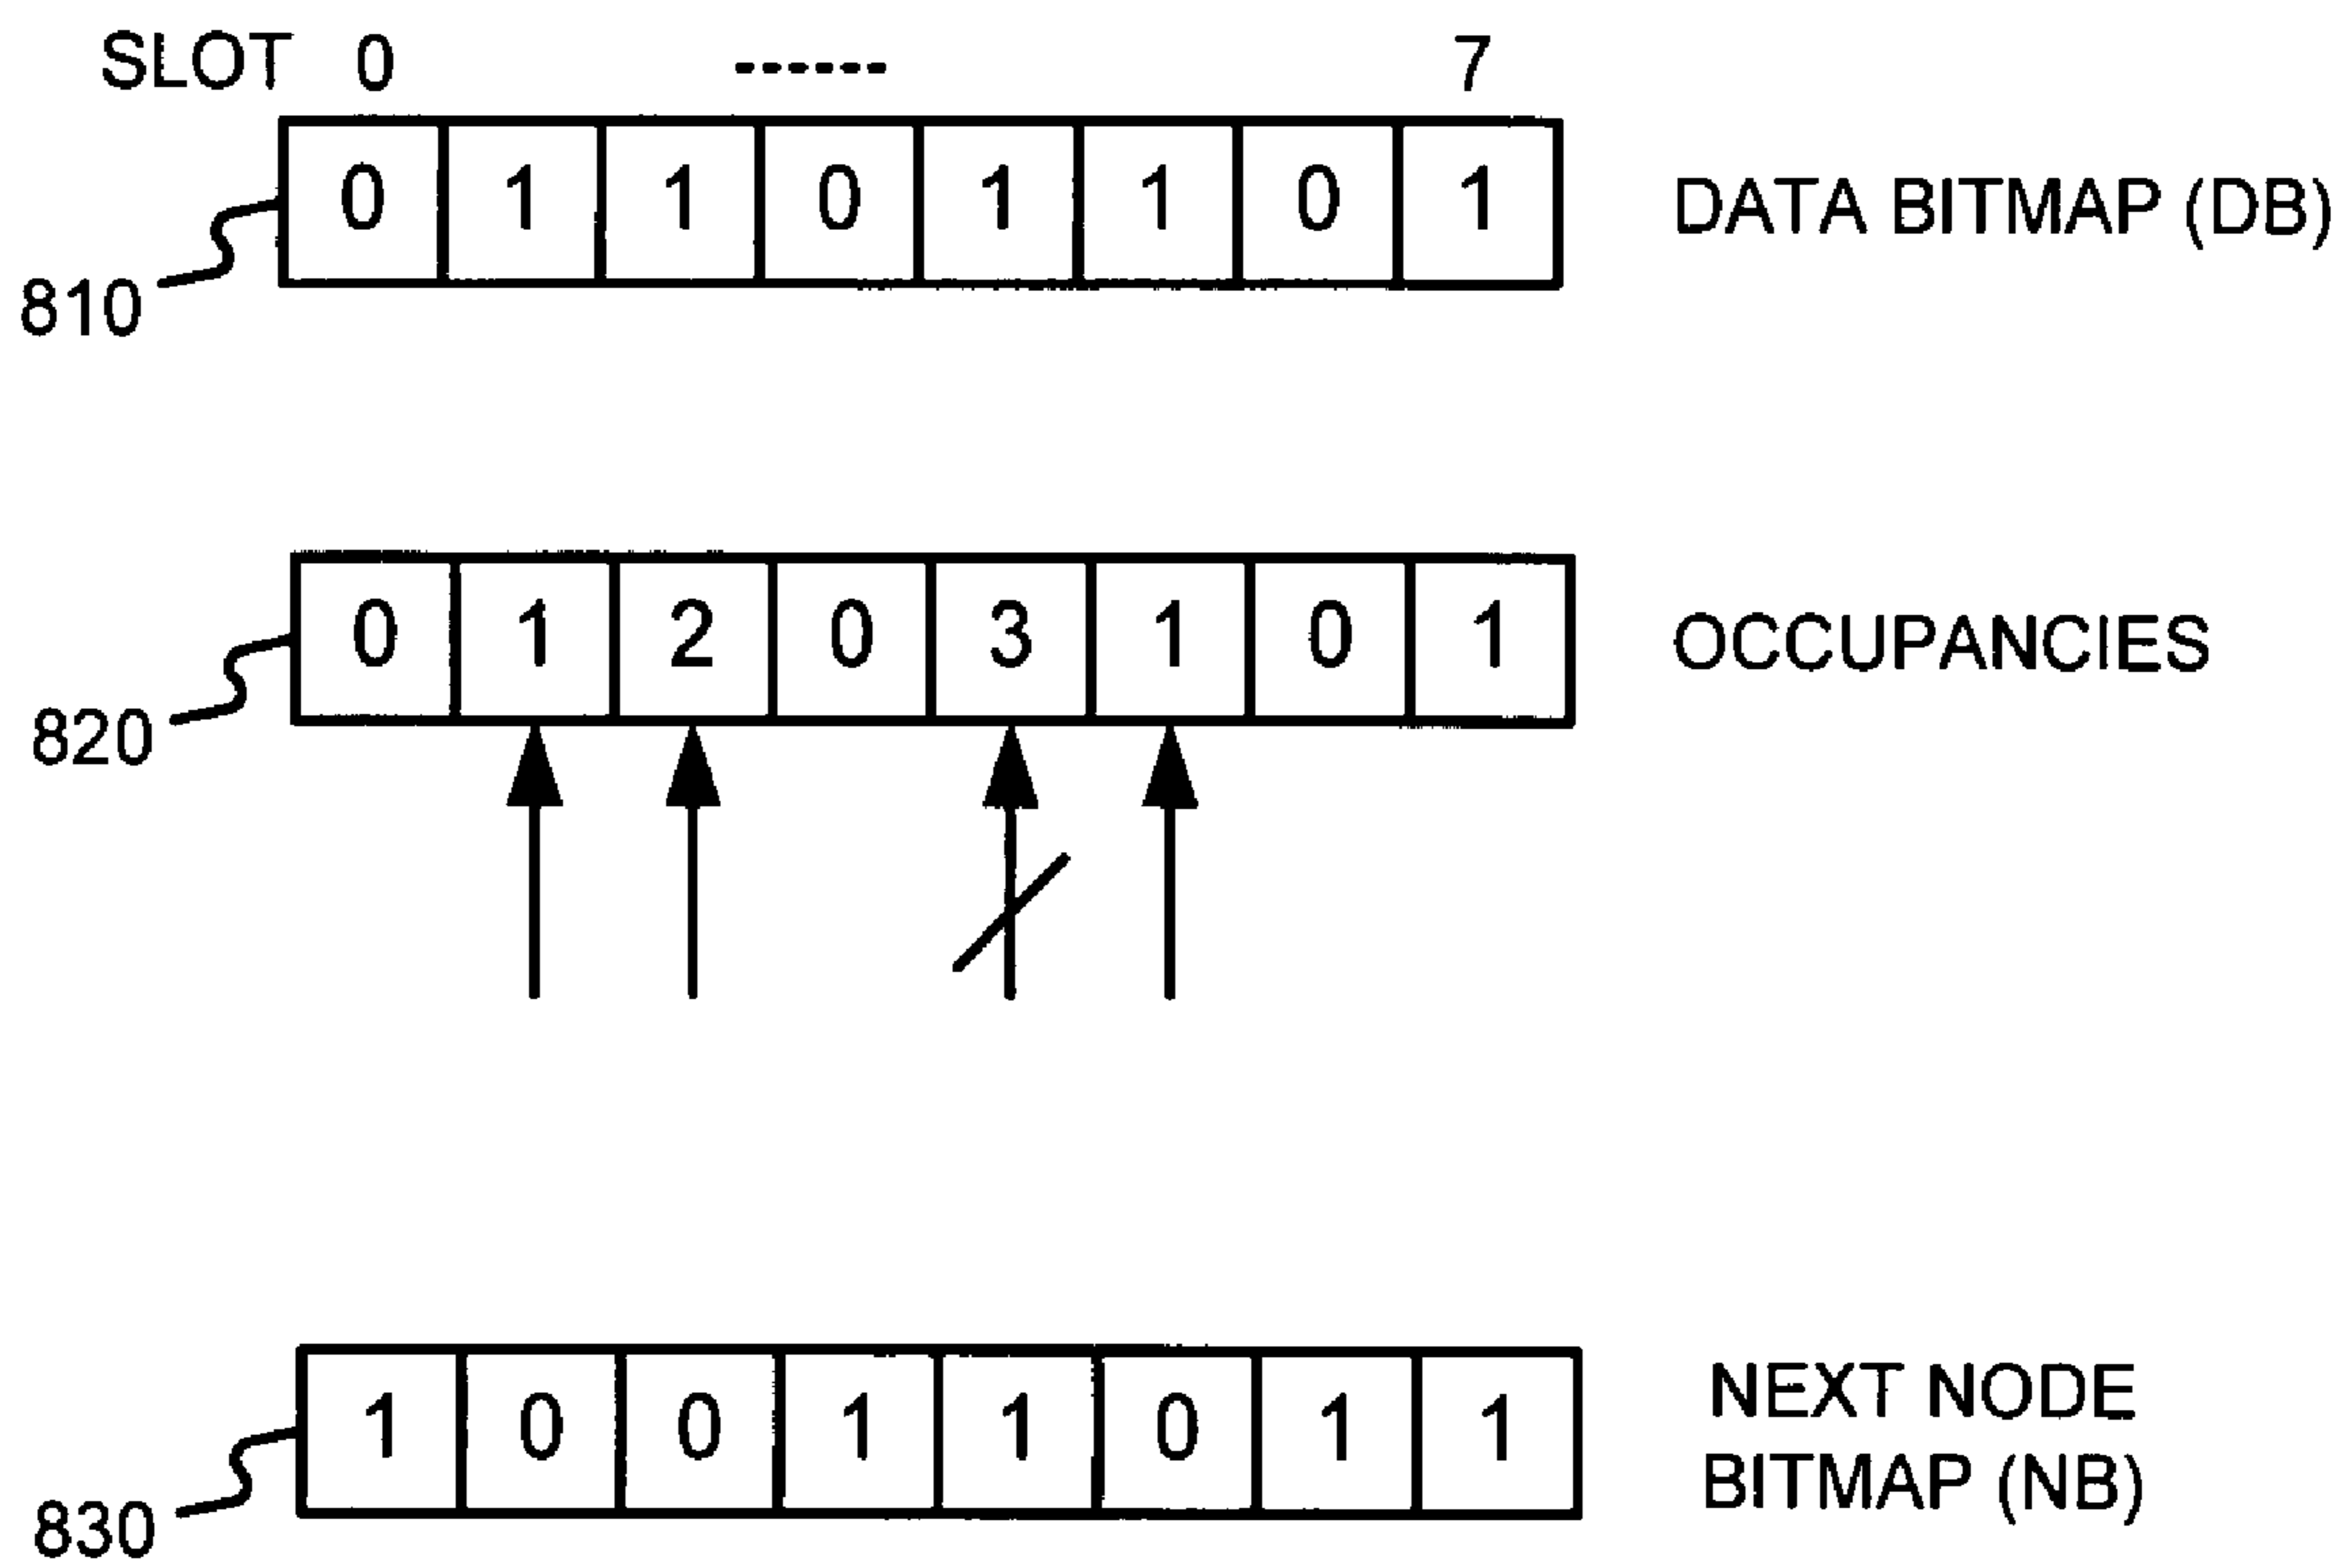 SLOT 0 ------ 7
0 1 1 0 1 1 0 1 DATA BITMAP (DB)
810
0 1 2 0 3 1 0 1 OCCUPANCIES
820
1 0 0 1 1 0 1 1 NEXT NODE
BITMAP (NB)
830